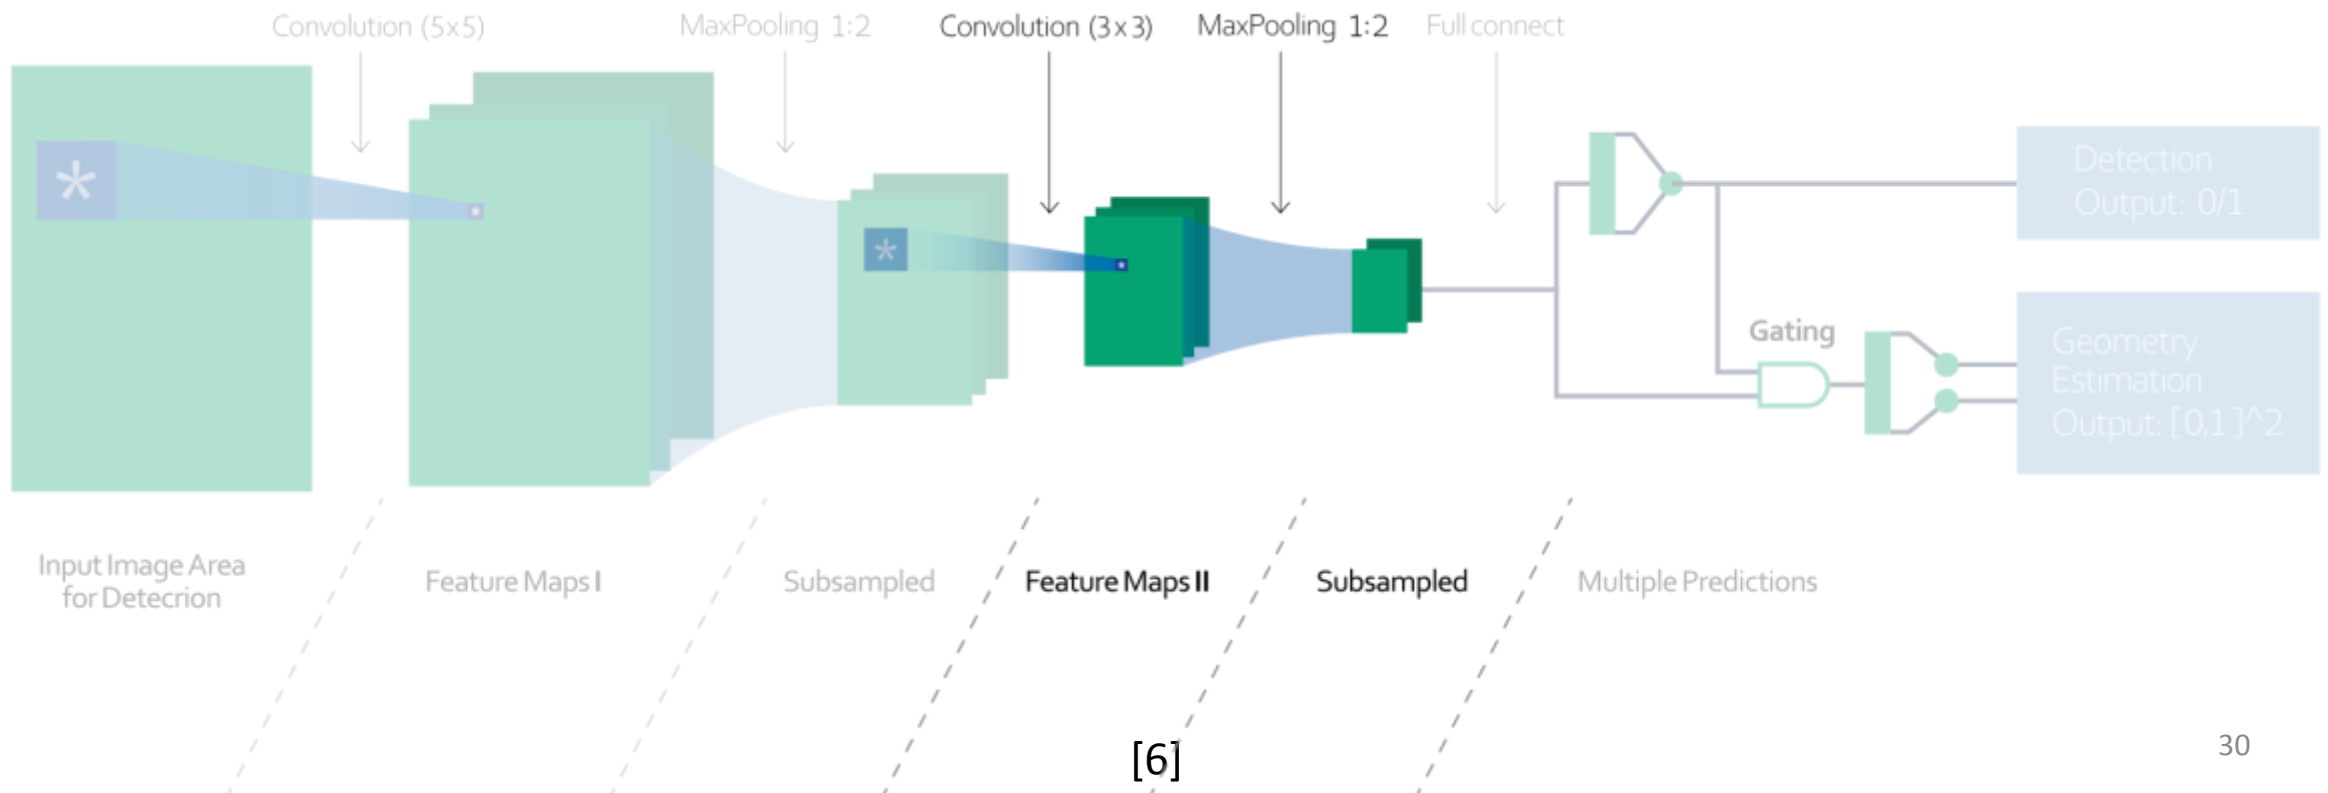 Convolution (5x5)
MaxPooling 1:2
Convolution (3x3)
MaxPooling 1:2
Full connect
*
*
Detection
Output: 0/1
Gating
Geometry
Estimation
Output: [0,1 ]^2
Input Image Area
for Detecrion
Feature Maps I
Subsampled
Feature Maps II
Subsampled
Multiple Predictions
[6]
30